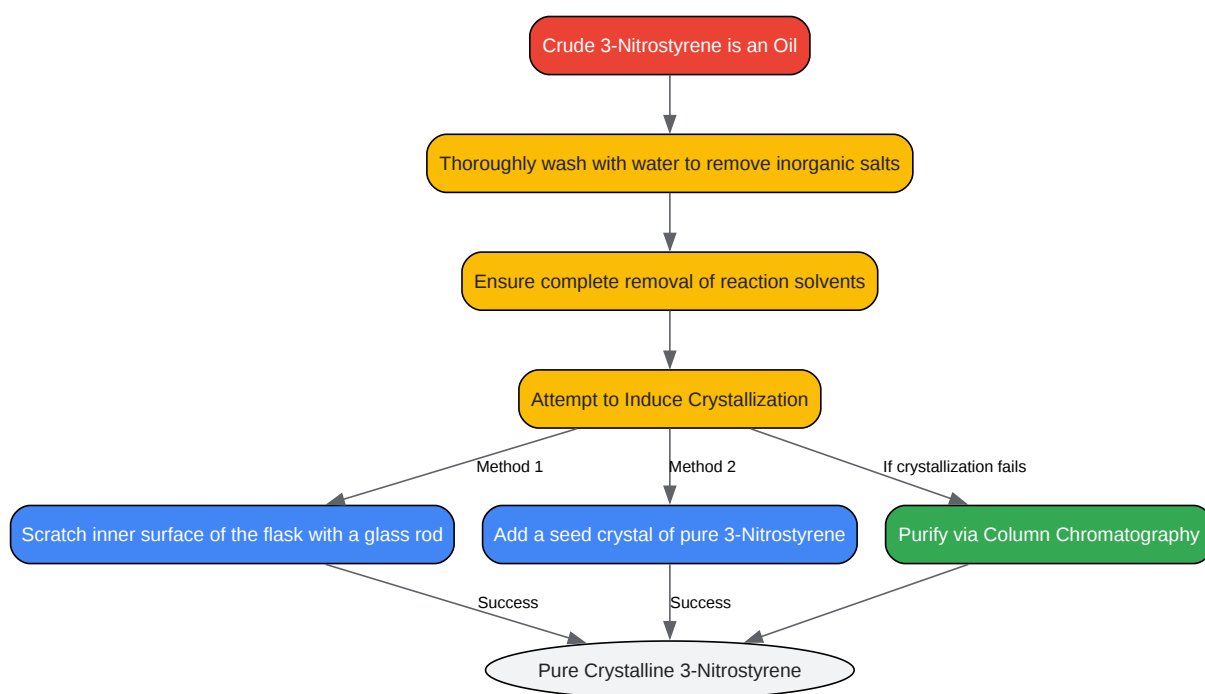 Crude 3-Nitrostyrene is an Oil
Thoroughly wash with water to remove inorganic salts
Ensure complete removal of reaction solvents
Attempt to Induce Crystallization
Method 1
Method 2
If crystallization fails
Scratch inner surface of the flask with a glass rod
Add a seed crystal of pure 3-Nitrostyrene
Purify via Column Chromatography
Success
Success
Pure Crystalline 3-Nitrostyrene